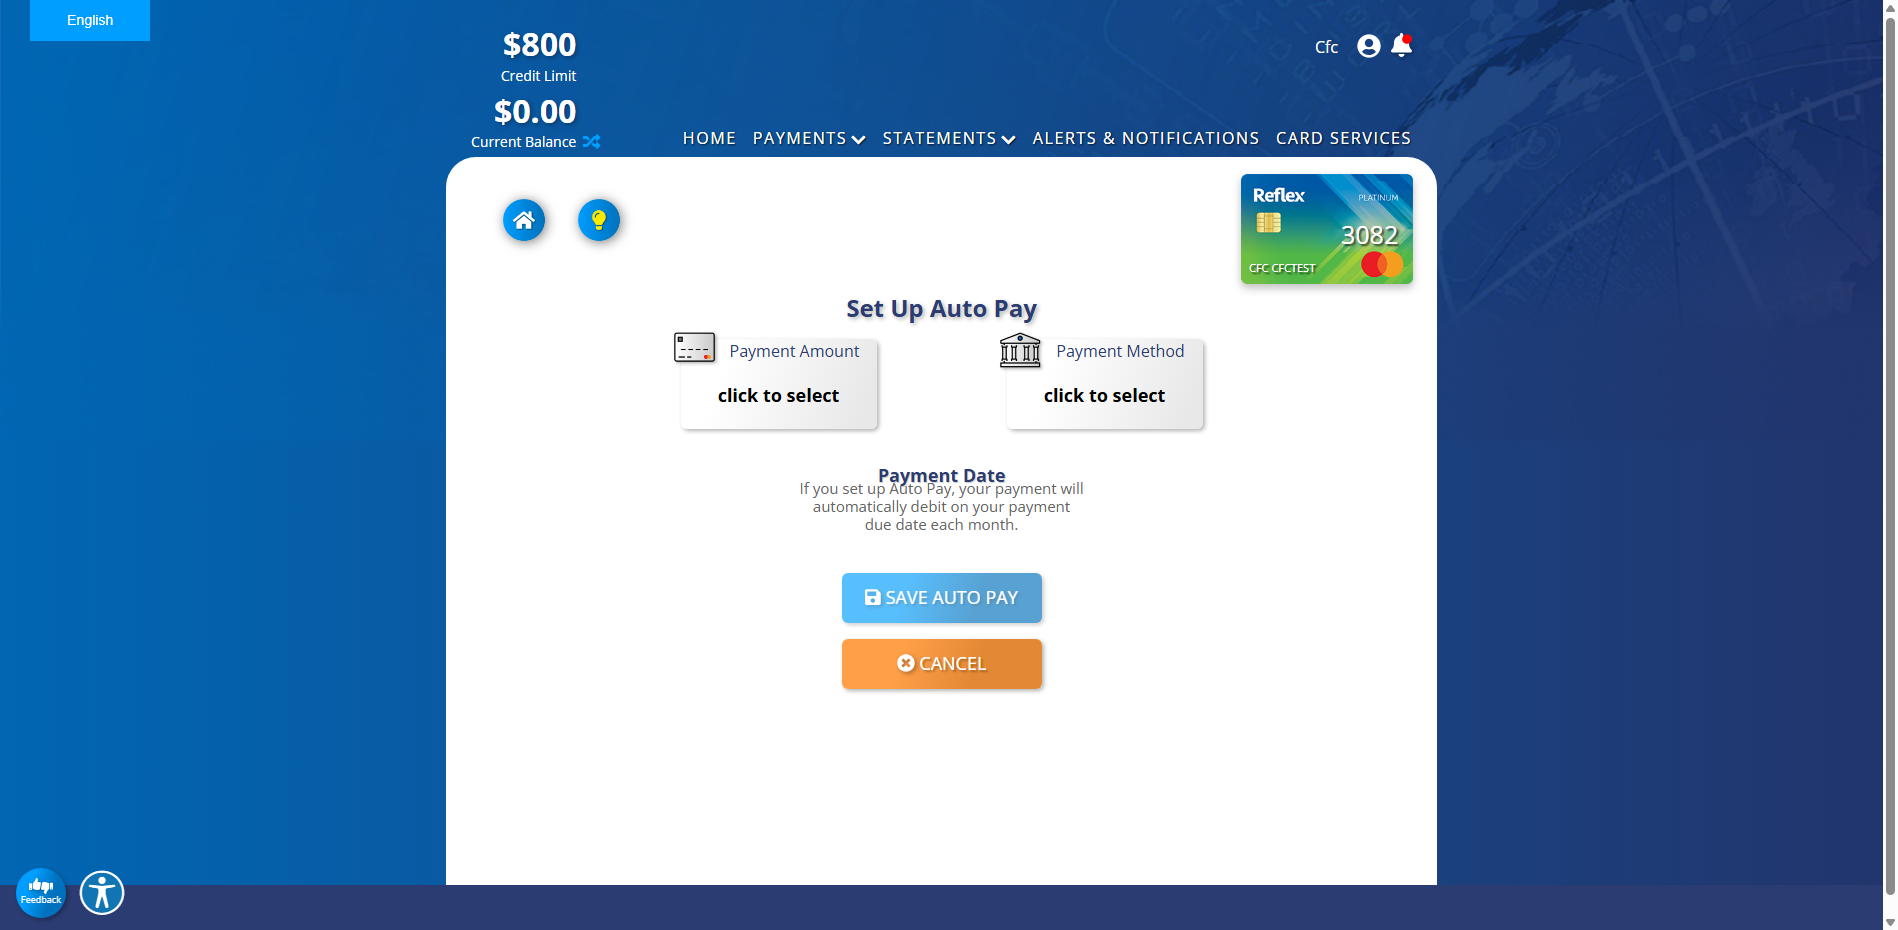 English
$800
Credit Limit
$0.00
Current Balance
Cfc
HOME PAYMENTS STATEMENTS ALERTS & NOTIFICATIONS CARD SERVICES
Reflex
PLATINUM
3082
CFC CFCTEST
Set Up Auto Pay
Payment Amount
click to select
Payment Method
click to select
Payment Date
If you set up Auto Pay, your payment will
automatically debit on your payment
due date each month.
SAVE AUTO PAY
CANCEL
Feedback